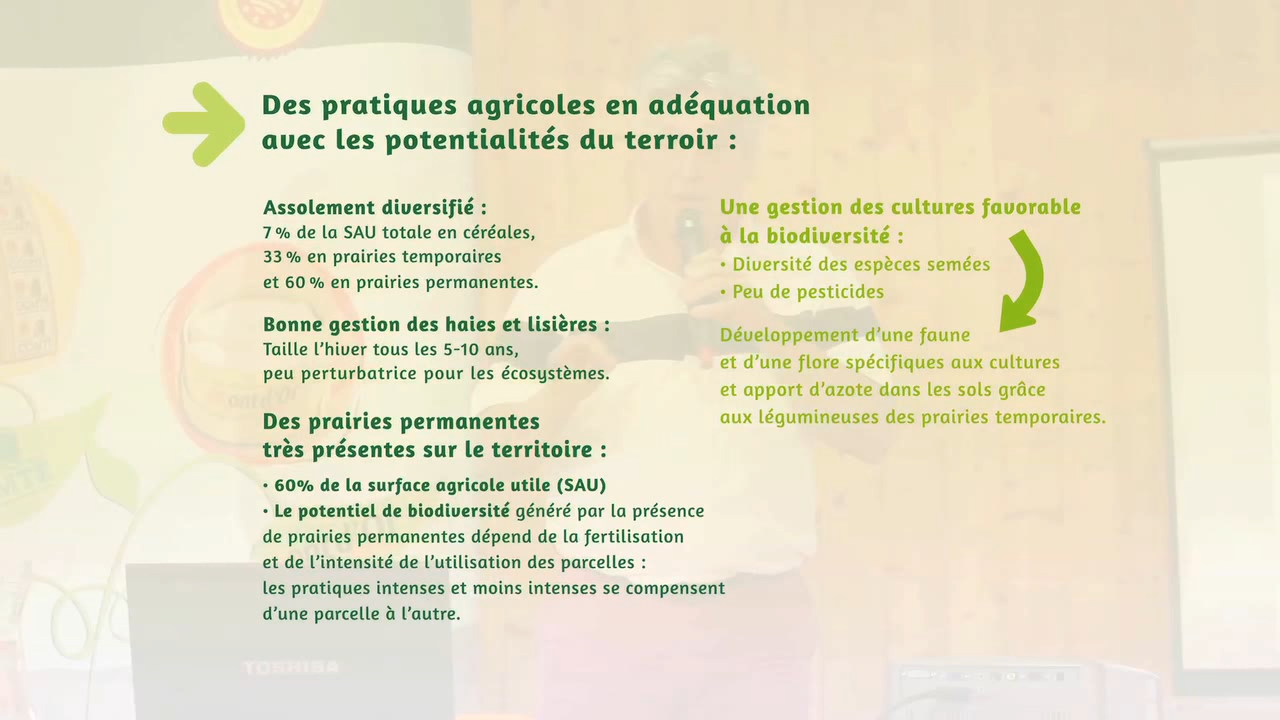 Des pratiques agricoles en adéquation
avec les potentialités du terroir :
Assolement diversifié :
7 % de la SAU totale en céréales,
33 % en prairies temporaires
et 60 % en prairies permanentes.
Bonne gestion des haies et lisières :
Taille l’hiver tous les 5-10 ans,
peu perturbatrice pour les écosystèmes.
Des prairies permanentes
très présentes sur le territoire :
• 60% de la surface agricole utile (SAU)
• Le potentiel de biodiversité généré par la présence
de prairies permanentes dépend de la fertilisation
et de l’intensité de l’utilisation des parcelles :
les pratiques intenses et moins intenses se compensent
d’une parcelle à l’autre.
Une gestion des cultures favorable
à la biodiversité :
• Diversité des espèces semées
• Peu de pesticides
Développement d’une faune
et d’une flore spécifiques aux cultures
et apport d’azote dans les sols grâce
aux légumineuses des prairies temporaires.
TOSHIBA